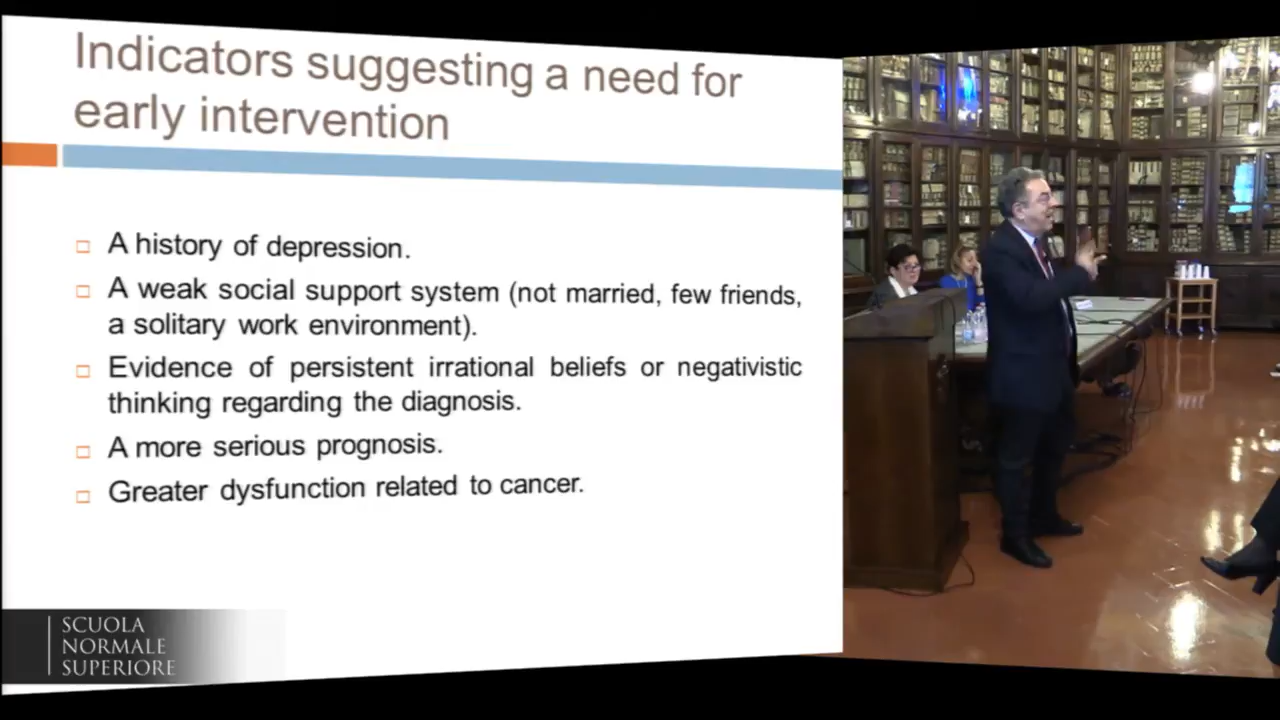 Indicators suggesting a need for
early intervention
A history of depression.
A weak social support system (not married, few friends,
a solitary work environment).
Evidence of persistent irrational beliefs or negativistic
thinking regarding the diagnosis.
A more serious prognosis.
Greater dysfunction related to cancer.
SCUOLA
NORMALE
SUPERIORE